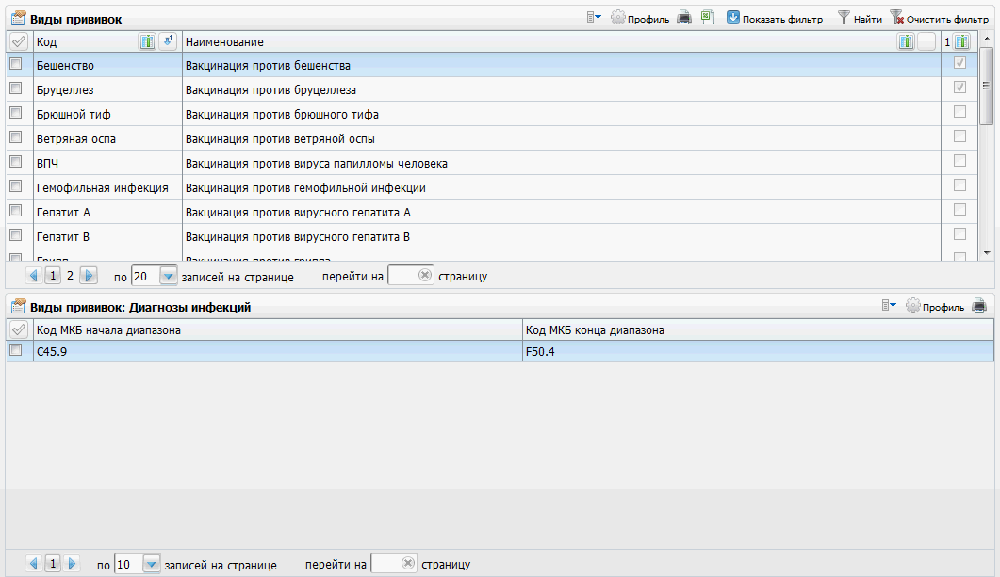 Виды прививок Профиль Показать фильтр Найти Очистить фильтр
Код 1 Наименование 1
Бешенство Вакцинация против бешенства
Бруцеллез Вакцинация против бруцеллеза
Брюшной тиф Вакцинация против брюшного тифа
Ветряная оспа Вакцинация против ветряной оспы
ВПЧ Вакцинация против вируса папилломы человека
Гемофильная инфекция Вакцинация против гемофильной инфекции
Гепатит А Вакцинация против вирусного гепатита А
Гепатит В Вакцинация против вирусного гепатита В
Грипп Вакцинация против гриппа
1 2 по 20 записей на странице перейти на страницу
Виды прививок: Диагнозы инфекций Профиль
Код МКБ начала диапазона Код МКБ конца диапазона
C45.9 F50.4
1 по 10 записей на странице перейти на страницу